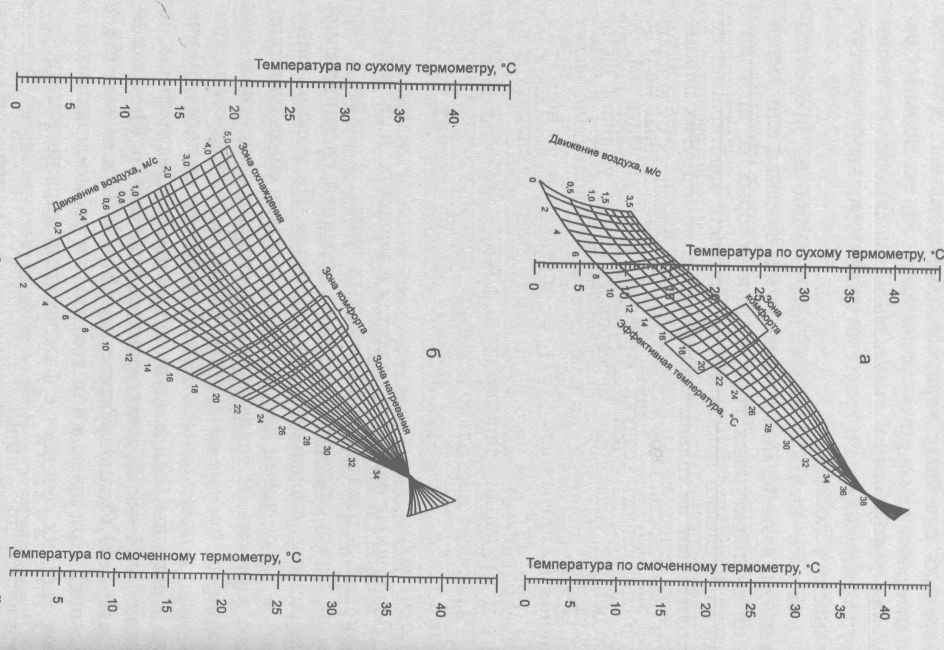 Температура по сухому термометру, °C
0 5 10 15 20 25 30 35 40
Движение воздуха, м/с
0,2 0,4 0,6 0,8 1,0 2,0 3,0 4,0 5,0
Зона охлаждения
Зона комфорта
Зона нагревания
2 4 6 8 10 12 14 16 18 20 22 24 26 28 30 32 34
б
Температура по смоченному термометру, °C
5 10 15 20 25 30 35 40
Движение воздуха, м/с
0 0,5 1,0 1,5 3,5
Температура по сухому термометру, °C
0 5 20 25 30 35 40
Зона
комфорта
2 4 6 8 10 12 14 16 18 20 22 24 26 28 30 32 34 36 38
Эффективная температура, °C
а
Температура по смоченному термометру, °C
0 5 10 15 20 25 30 35 40